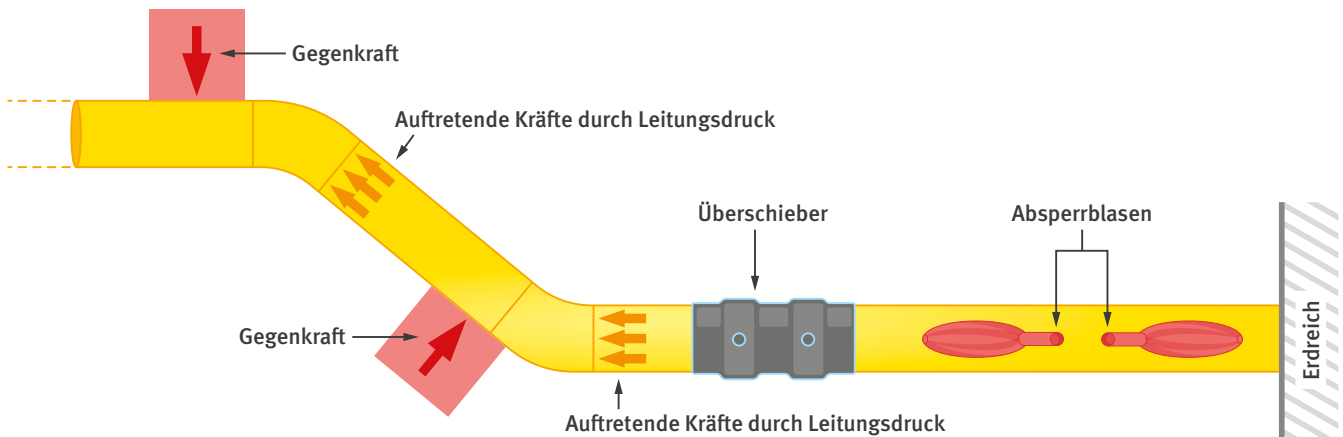 Gegenkraft
Auftretende Kräfte durch Leitungsdruck
Überschieber
Absperrblasen
Gegenkraft
Erdreich
Auftretende Kräfte durch Leitungsdruck